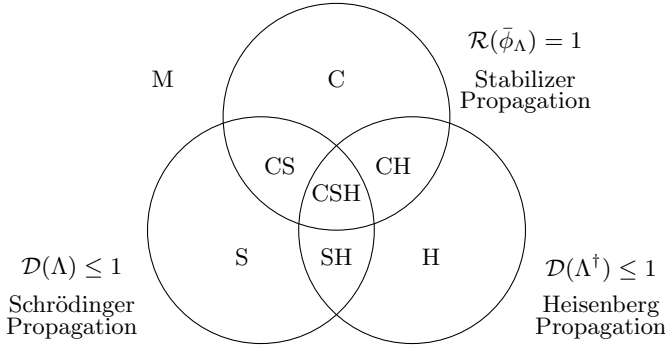 M
C
ℛ(ϕ̄_Λ) = 1
Stabilizer
Propagation
CS
CH
CSH
S
SH
H
𝒟(Λ) ≤ 1
Schrödinger
Propagation
𝒟(Λ†) ≤ 1
Heisenberg
Propagation